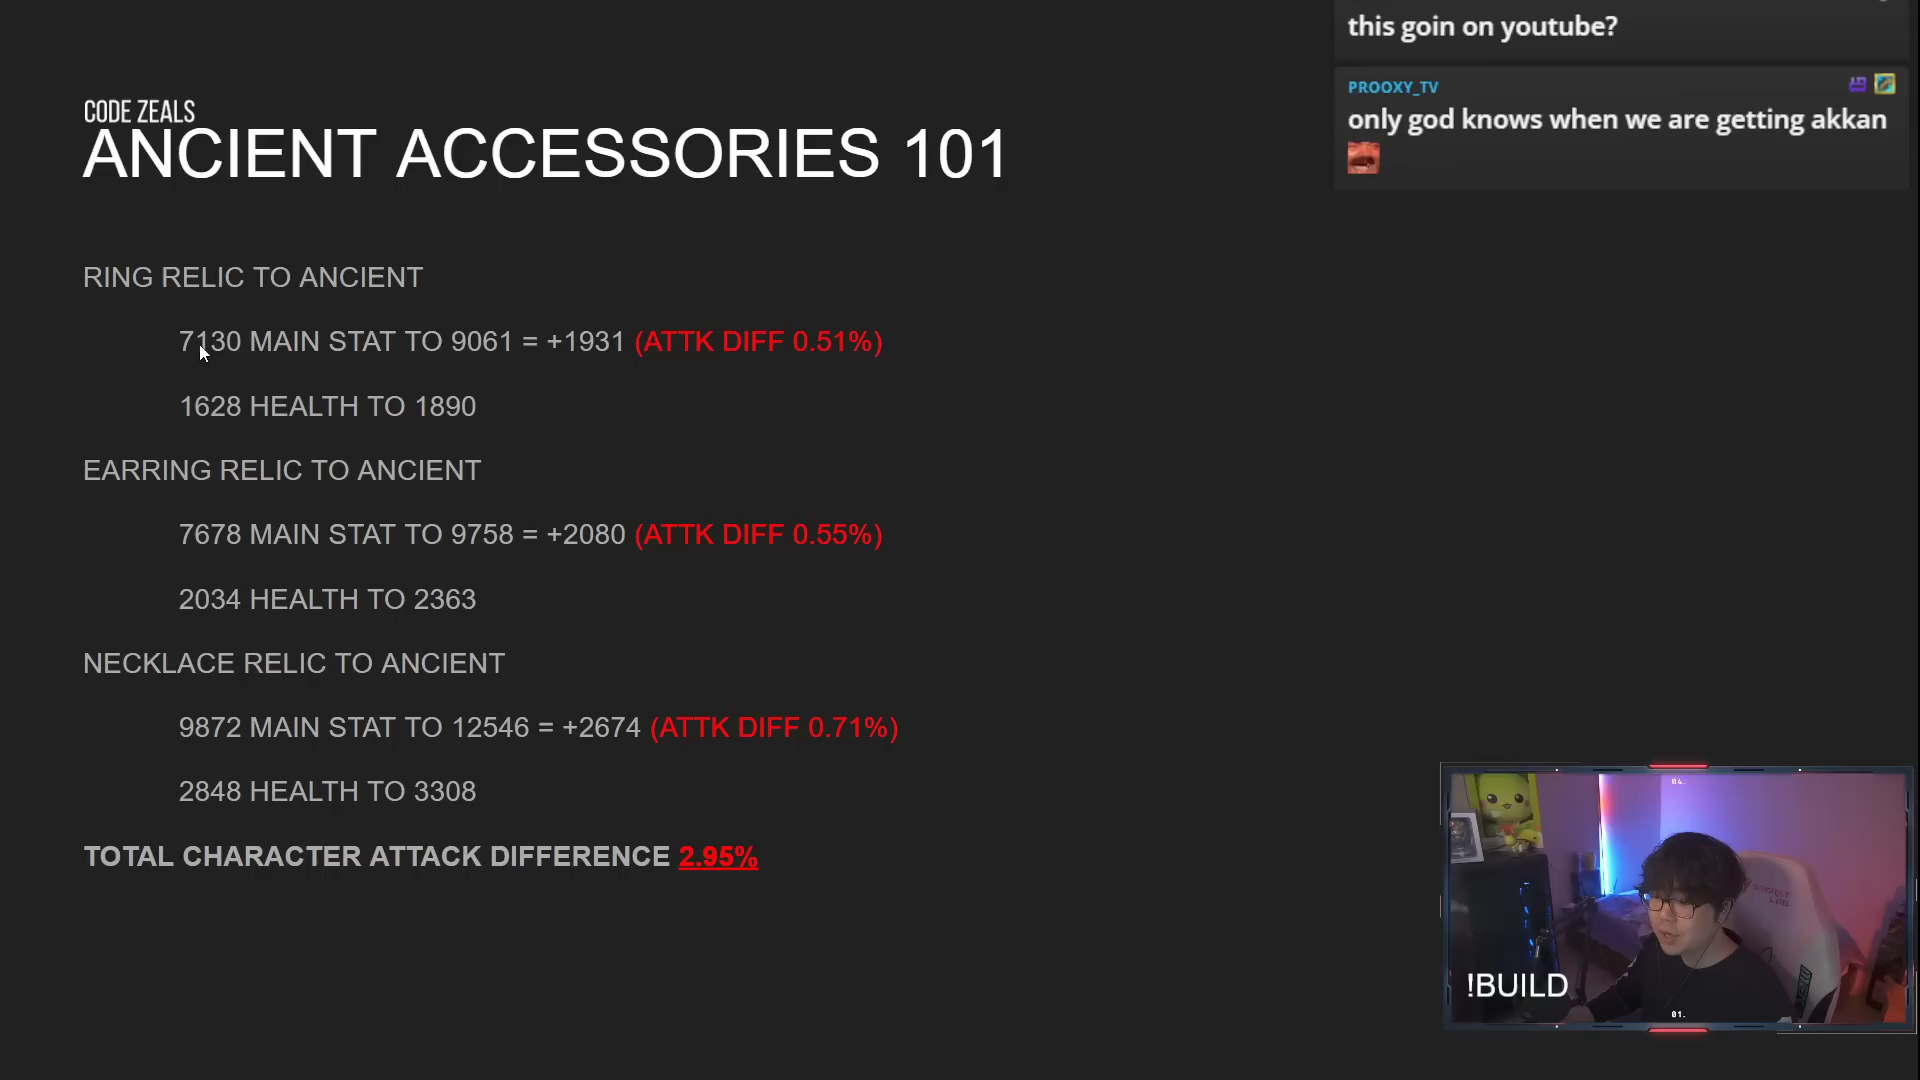 CODE ZEALS
ANCIENT ACCESSORIES 101
RING RELIC TO ANCIENT
7130 MAIN STAT TO 9061 = +1931 (ATTK DIFF 0.51%)
1628 HEALTH TO 1890
EARRING RELIC TO ANCIENT
7678 MAIN STAT TO 9758 = +2080 (ATTK DIFF 0.55%)
2034 HEALTH TO 2363
NECKLACE RELIC TO ANCIENT
9872 MAIN STAT TO 12546 = +2674 (ATTK DIFF 0.71%)
2848 HEALTH TO 3308
TOTAL CHARACTER ATTACK DIFFERENCE 2.95%
this goin on youtube?
PROOXY_TV
only god knows when we are getting akkan
04.
!BUILD
01.